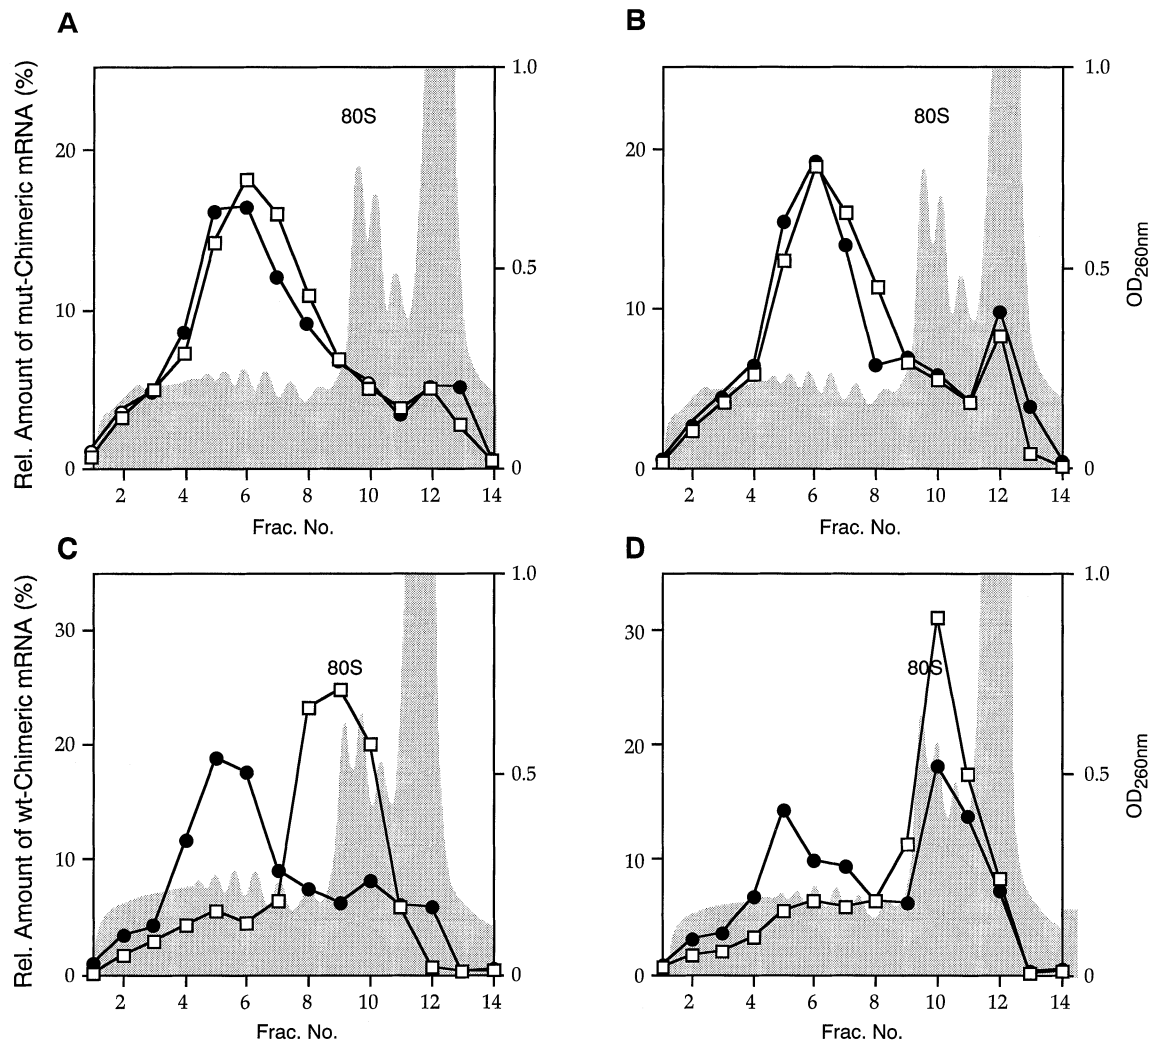 A
B
Rel. Amount of mut-Chimeric mRNA (%)
20
10
0
80S
1.0
0.5
0
2 4 6 8 10 12 14
Frac. No.
20
10
0
80S
1.0
0.5
0
OD260nm
2 4 6 8 10 12 14
Frac. No.
C
D
Rel. Amount of wt-Chimeric mRNA (%)
30
20
10
0
80S
1.0
0.5
0
2 4 6 8 10 12 14
Frac. No.
30
20
10
0
80S
1.0
0.5
0
OD260nm
2 4 6 8 10 12 14
Frac. No.